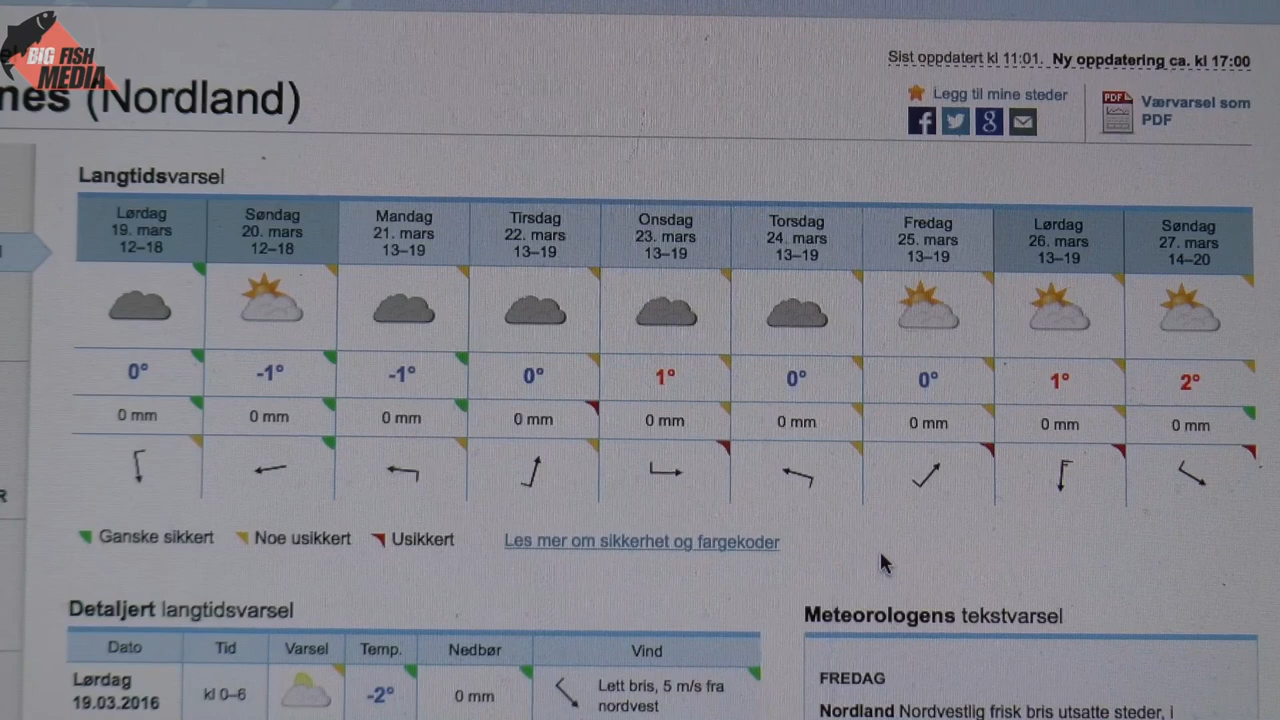 BIG FISH
MEDIA
nes (Nordland)
Sist oppdatert kl 11:01. Ny oppdatering ca. kl 17:00
Legg til mine steder
Værvarsel som
PDF
PDF
Langtidsvarsel
Lørdag Søndag Mandag Tirsdag Onsdag Torsdag Fredag Lørdag Søndag
19. mars 20. mars 21. mars 22. mars 23. mars 24. mars 25. mars 26. mars 27. mars
12–18 12–18 13–19 13–19 13–19 13–19 13–19 13–19 14–20
0° -1° -1° 0° 1° 0° 0° 1° 2°
0 mm 0 mm 0 mm 0 mm 0 mm 0 mm 0 mm 0 mm 0 mm
Ganske sikkert Noe usikkert Usikkert Les mer om sikkerhet og fargekoder
Detaljert langtidsvarsel
Dato Tid Varsel Temp. Nedbør Vind
Lørdag
19.03.2016 kl 0–6 -2° 0 mm Lett bris, 5 m/s fra
nordvest
Meteorologens tekstvarsel
FREDAG
Nordland Nordvestlig frisk bris utsatte steder, i